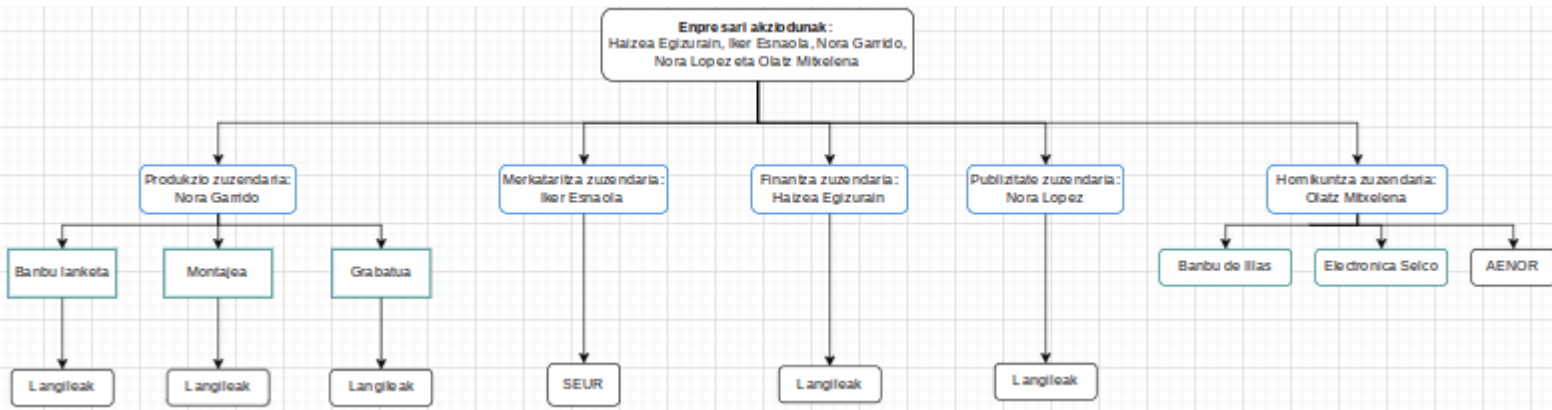 Enpresari akziodunak:
Haizea Egizurain, Iker Esnaola, Nora Garrido,
Nora Lopez eta Olatz Mitxelena
Produkzio zuzendaria:
Nora Garrido
Merkataritza zuzendaria:
Iker Esnaola
Finantza zuzendaria:
Haizea Egizurain
Publizitate zuzendaria:
Nora Lopez
Hornikuntza zuzendaria:
Olatz Mitxelena
Banbu lanketa
Montajea
Grabatua
Banbu de Illas
Electronica Selco
AENOR
Langileak
Langileak
Langileak
SEUR
Langileak
Langileak